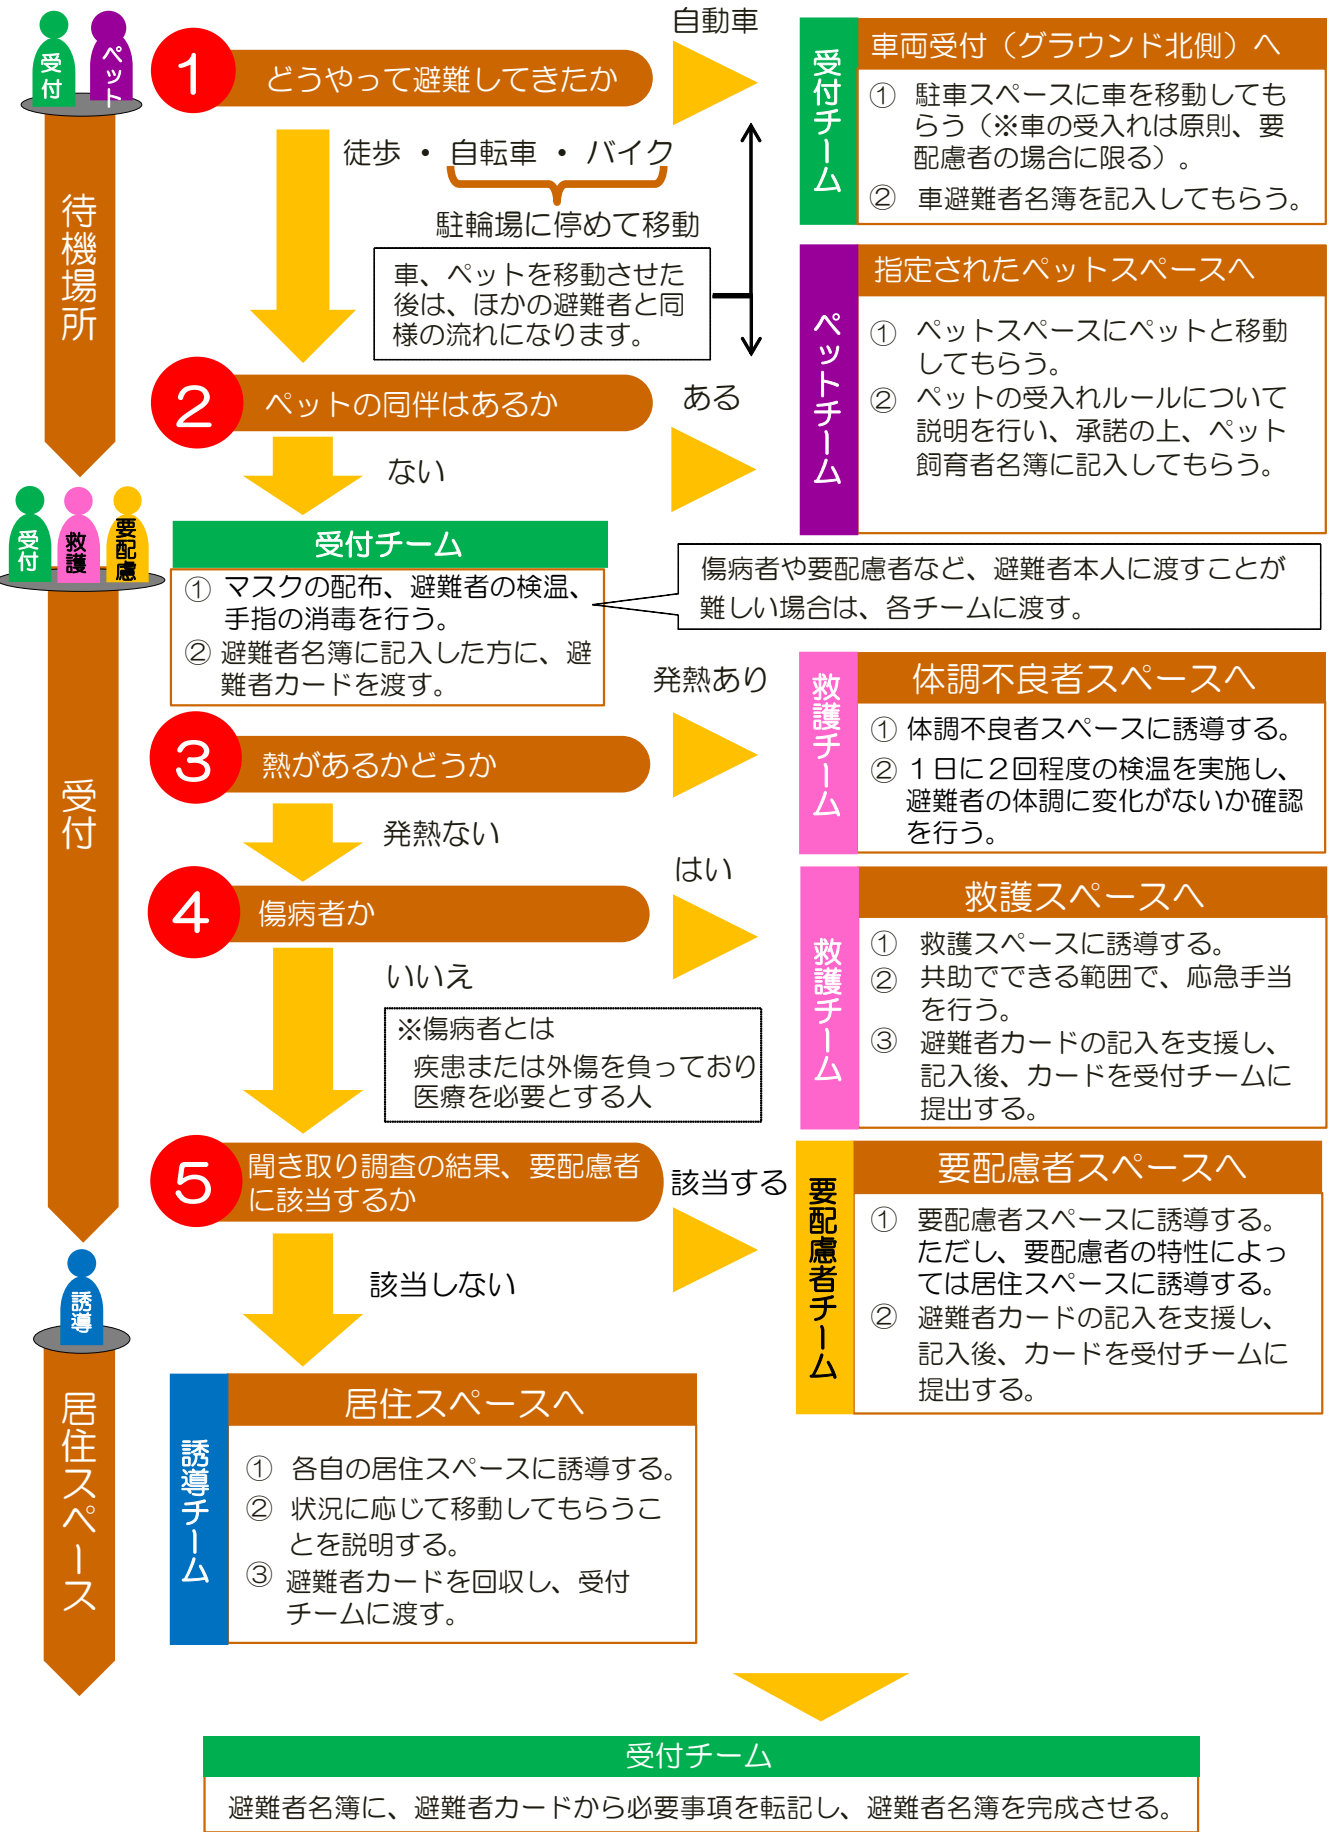 受付
ペット
待機場所
1
どうやって避難してきたか
自動車
徒歩 ・ 自転車 ・ バイク
駐輪場に停めて移動
車、ペットを移動させた
後は、ほかの避難者と同
様の流れになります。
受付チーム
車両受付（グラウンド北側）へ
① 駐車スペースに車を移動しても
らう（※車の受入れは原則、要
配慮者の場合に限る）。
② 車避難者名簿を記入してもらう。
2
ペットの同伴はあるか
ある
ない
ペットチーム
指定されたペットスペースへ
① ペットスペースにペットと移動
してもらう。
② ペットの受入れルールについて
説明を行い、承諾の上、ペット
飼育者名簿に記入してもらう。
受付
救護
要配慮
受付
受付チーム
① マスクの配布、避難者の検温、
手指の消毒を行う。
② 避難者名簿に記入した方に、避
難者カードを渡す。
傷病者や要配慮者など、避難者本人に渡すことが
難しい場合は、各チームに渡す。
3
熱があるかどうか
発熱あり
発熱ない
救護チーム
体調不良者スペースへ
① 体調不良者スペースに誘導する。
② １日に２回程度の検温を実施し、
避難者の体調に変化がないか確認
を行う。
4
傷病者か
はい
いいえ
※傷病者とは
疾患または外傷を負っており
医療を必要とする人
救護チーム
救護スペースへ
① 救護スペースに誘導する。
② 共助でできる範囲で、応急手当
を行う。
③ 避難者カードの記入を支援し、
記入後、カードを受付チームに
提出する。
5
聞き取り調査の結果、要配慮者
に該当するか
該当する
該当しない
要配慮者チーム
要配慮者スペースへ
① 要配慮者スペースに誘導する。
ただし、要配慮者の特性によっ
ては居住スペースに誘導する。
② 避難者カードの記入を支援し、
記入後、カードを受付チームに
提出する。
誘導
居住スペース
誘導チーム
居住スペースへ
① 各自の居住スペースに誘導する。
② 状況に応じて移動してもらうこ
とを説明する。
③ 避難者カードを回収し、受付
チームに渡す。
受付チーム
避難者名簿に、避難者カードから必要事項を転記し、避難者名簿を完成させる。